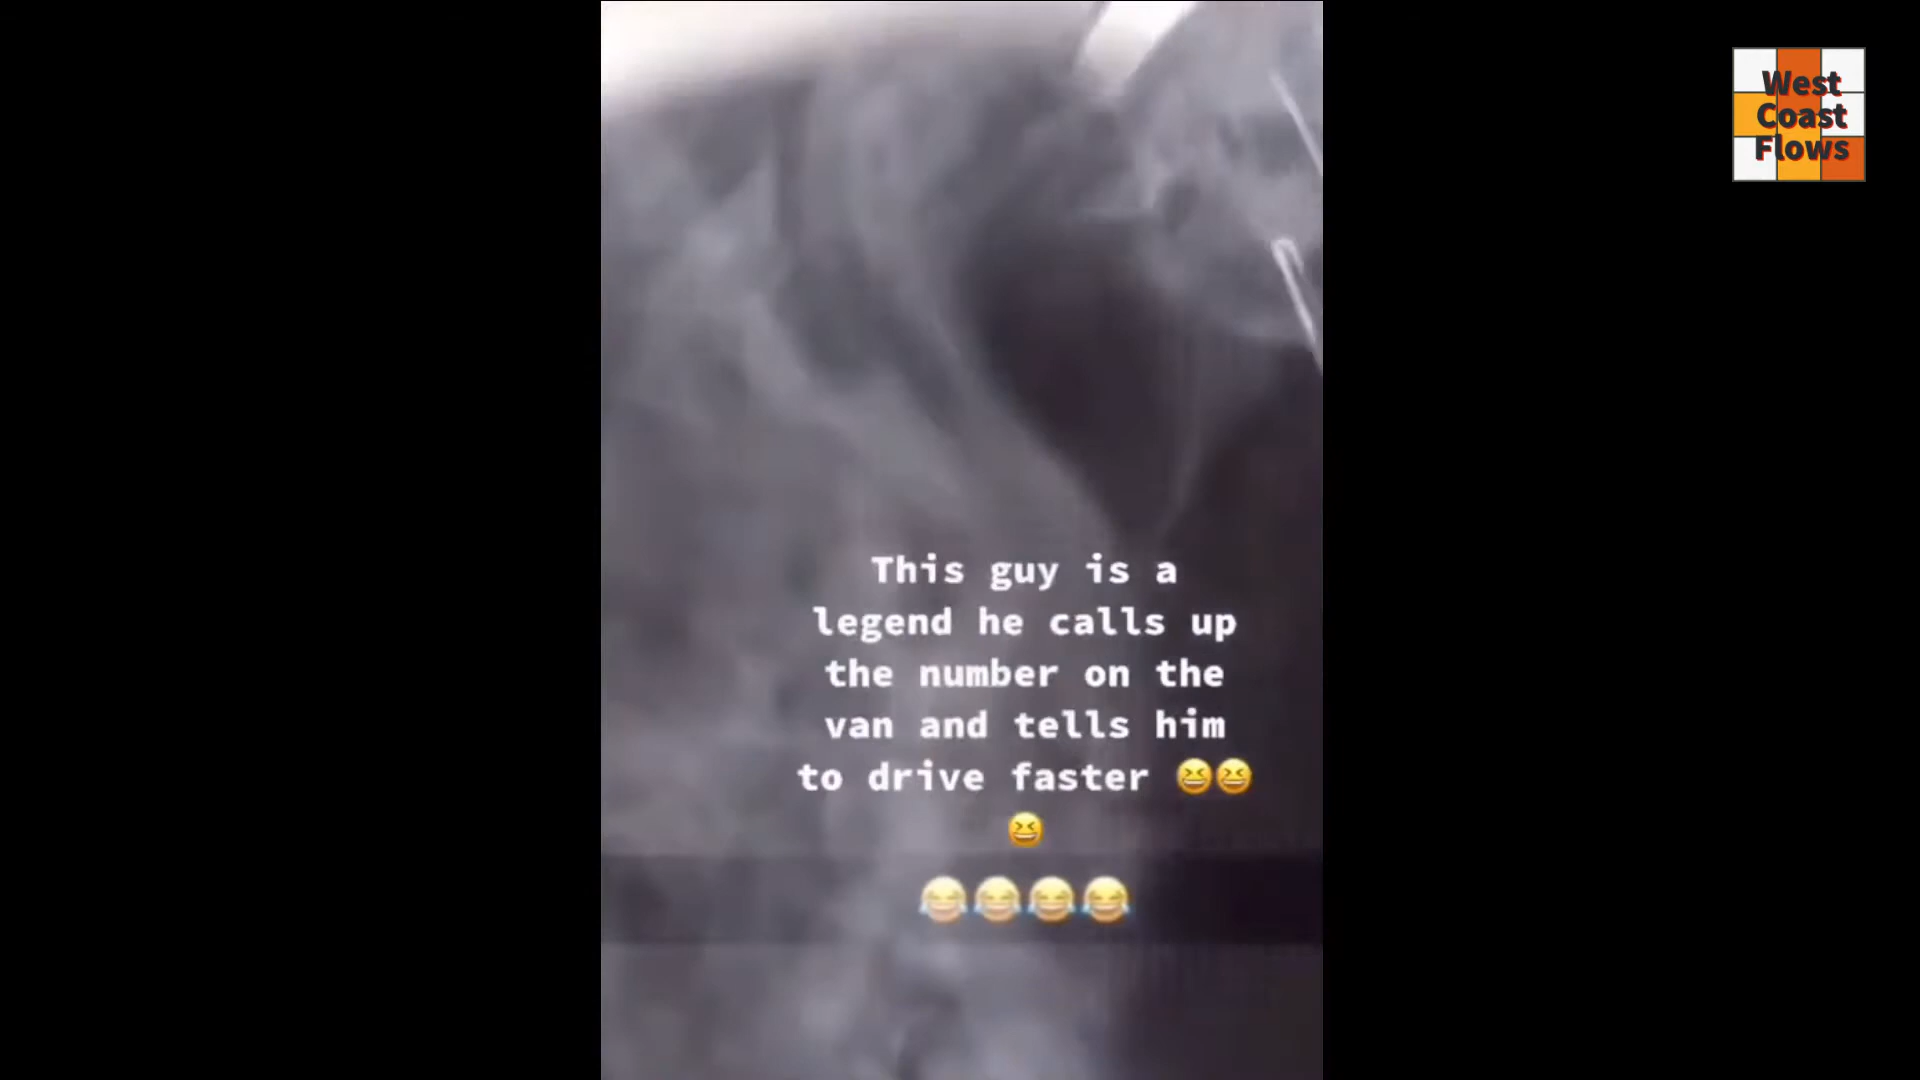 West
Coast
Flows
This guy is a
legend he calls up
the number on the
van and tells him
to drive faster 😆😆
😆
😂😂😂😂